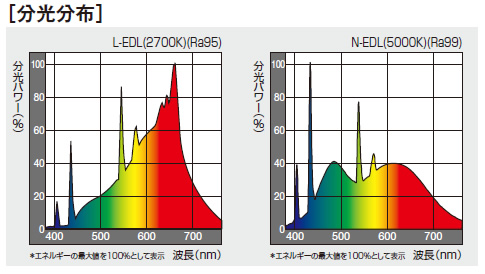 [分光分布]
L-EDL(2700K)(Ra95)
分光パワー(%)
100
80
60
40
20
0
400 500 600 700
*エネルギーの最大値を100%として表示 波長(nm)
N-EDL(5000K)(Ra99)
分光パワー(%)
100
80
60
40
20
0
400 500 600 700
*エネルギーの最大値を100%として表示 波長(nm)